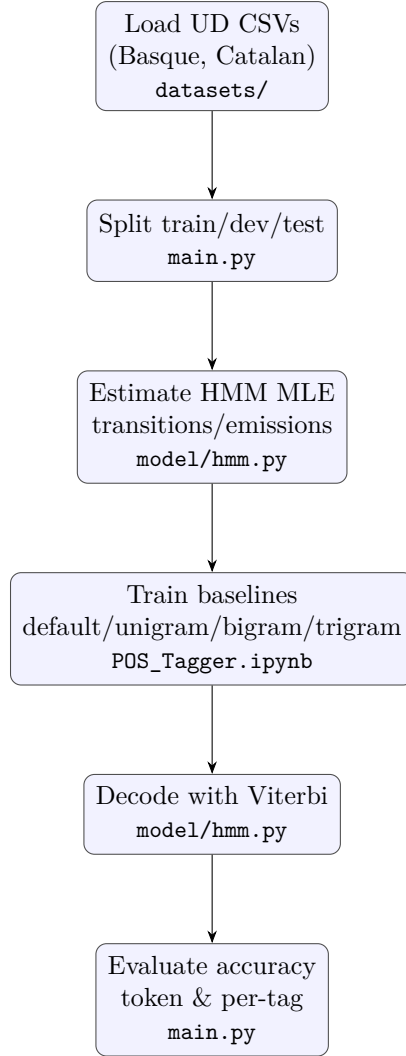 Load UD CSVs
(Basque, Catalan)
datasets/
Split train/dev/test
main.py
Estimate HMM MLE
transitions/emissions
model/hmm.py
Train baselines
default/unigram/bigram/trigram
POS_Tagger.ipynb
Decode with Viterbi
model/hmm.py
Evaluate accuracy
token & per-tag
main.py